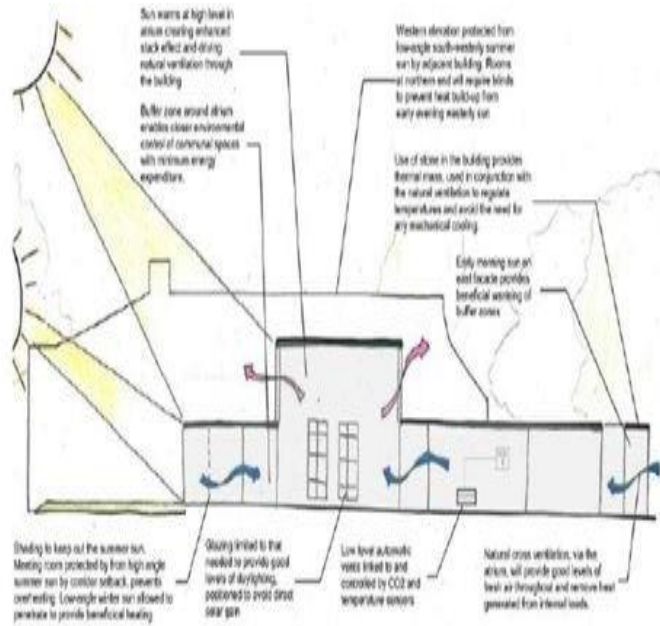 Sun warms at high level in
atrium creating enhanced
stack effect and driving
natural ventilation through
the building
Buffer zone around atrium
enables closer environmental
control of communal spaces
with minimum energy
expenditure.
Western elevation protected from
low-angle south-westerly summer
sun by adjacent building. Rooms
at northern end will require blinds
to prevent heat build-up from
early evening westerly sun
Use of stone in the building provides
thermal mass, used in conjunction with
the natural ventilation to regulate
temperatures and avoid the need for
any mechanical cooling.
Early morning sun on
east facade provides
beneficial warming of
buffer zones
Shading to keep out the summer sun.
Meeting room protected by from high angle
summer sun by corridor setback, prevents
overheating. Low-angle winter sun allowed to
penetrate to provide beneficial heating
Glazing limited to that
needed to provide good
levels of daylighting,
positioned to avoid direct
solar gain
Low level automatic
vents linked to and
controlled by CO2 and
temperature sensors
Natural cross ventilation, via the
atrium, will provide good levels of
fresh air throughout and remove heat
generated from internal loads.